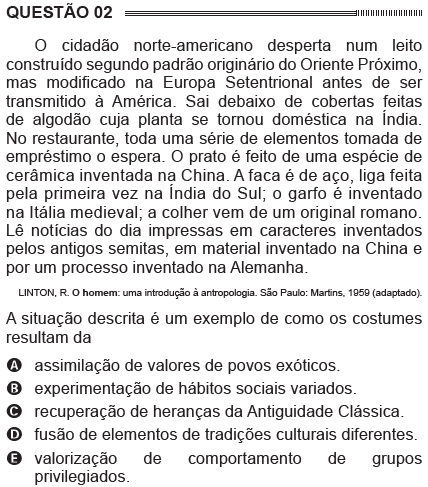 QUESTÃO 02
O cidadão norte-americano desperta num leito
construído segundo padrão originário do Oriente Próximo,
mas modificado na Europa Setentrional antes de ser
transmitido à América. Sai debaixo de cobertas feitas
de algodão cuja planta se tornou doméstica na Índia.
No restaurante, toda uma série de elementos tomada de
empréstimo o espera. O prato é feito de uma espécie de
cerâmica inventada na China. A faca é de aço, liga feita
pela primeira vez na Índia do Sul; o garfo é inventado
na Itália medieval; a colher vem de um original romano.
Lê notícias do dia impressas em caracteres inventados
pelos antigos semitas, em material inventado na China e
por um processo inventado na Alemanha.
LINTON, R. O homem: uma introdução à antropologia. São Paulo: Martins, 1959 (adaptado).
A situação descrita é um exemplo de como os costumes
resultam da
A assimilação de valores de povos exóticos.
B experimentação de hábitos sociais variados.
C recuperação de heranças da Antiguidade Clássica.
D fusão de elementos de tradições culturais diferentes.
E valorização de comportamento de grupos
privilegiados.